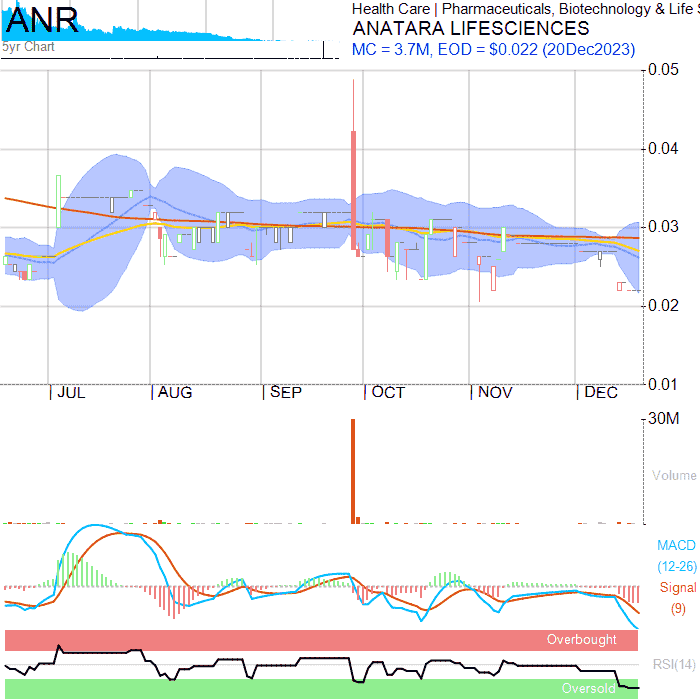 ANR
Health Care | Pharmaceuticals, Biotechnology & Life S
ANATARA LIFESCIENCES
MC = 3.7M, EOD = $0.022 (20Dec2023)
5yr Chart
0.05
0.04
0.03
0.02
0.01
JUL AUG SEP OCT NOV DEC
30M
Volume
MACD
(12-26)
Signal
(9)
Overbought
RSI(14)
Oversold